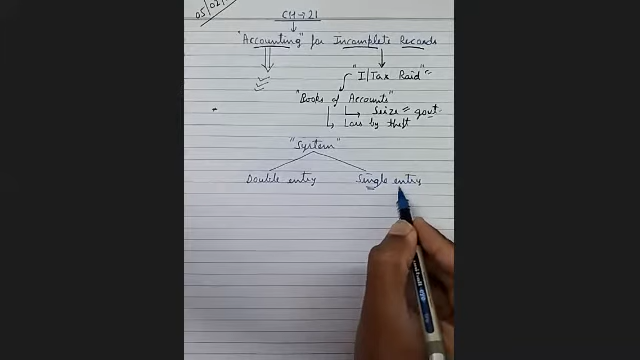 05/02/
CH → 21
"Accounting" for Incomplete Records
"I/Tax Raid"
"Books of Accounts"
Seize = govt.
Loss by theft
"System"
Double entry Single entry